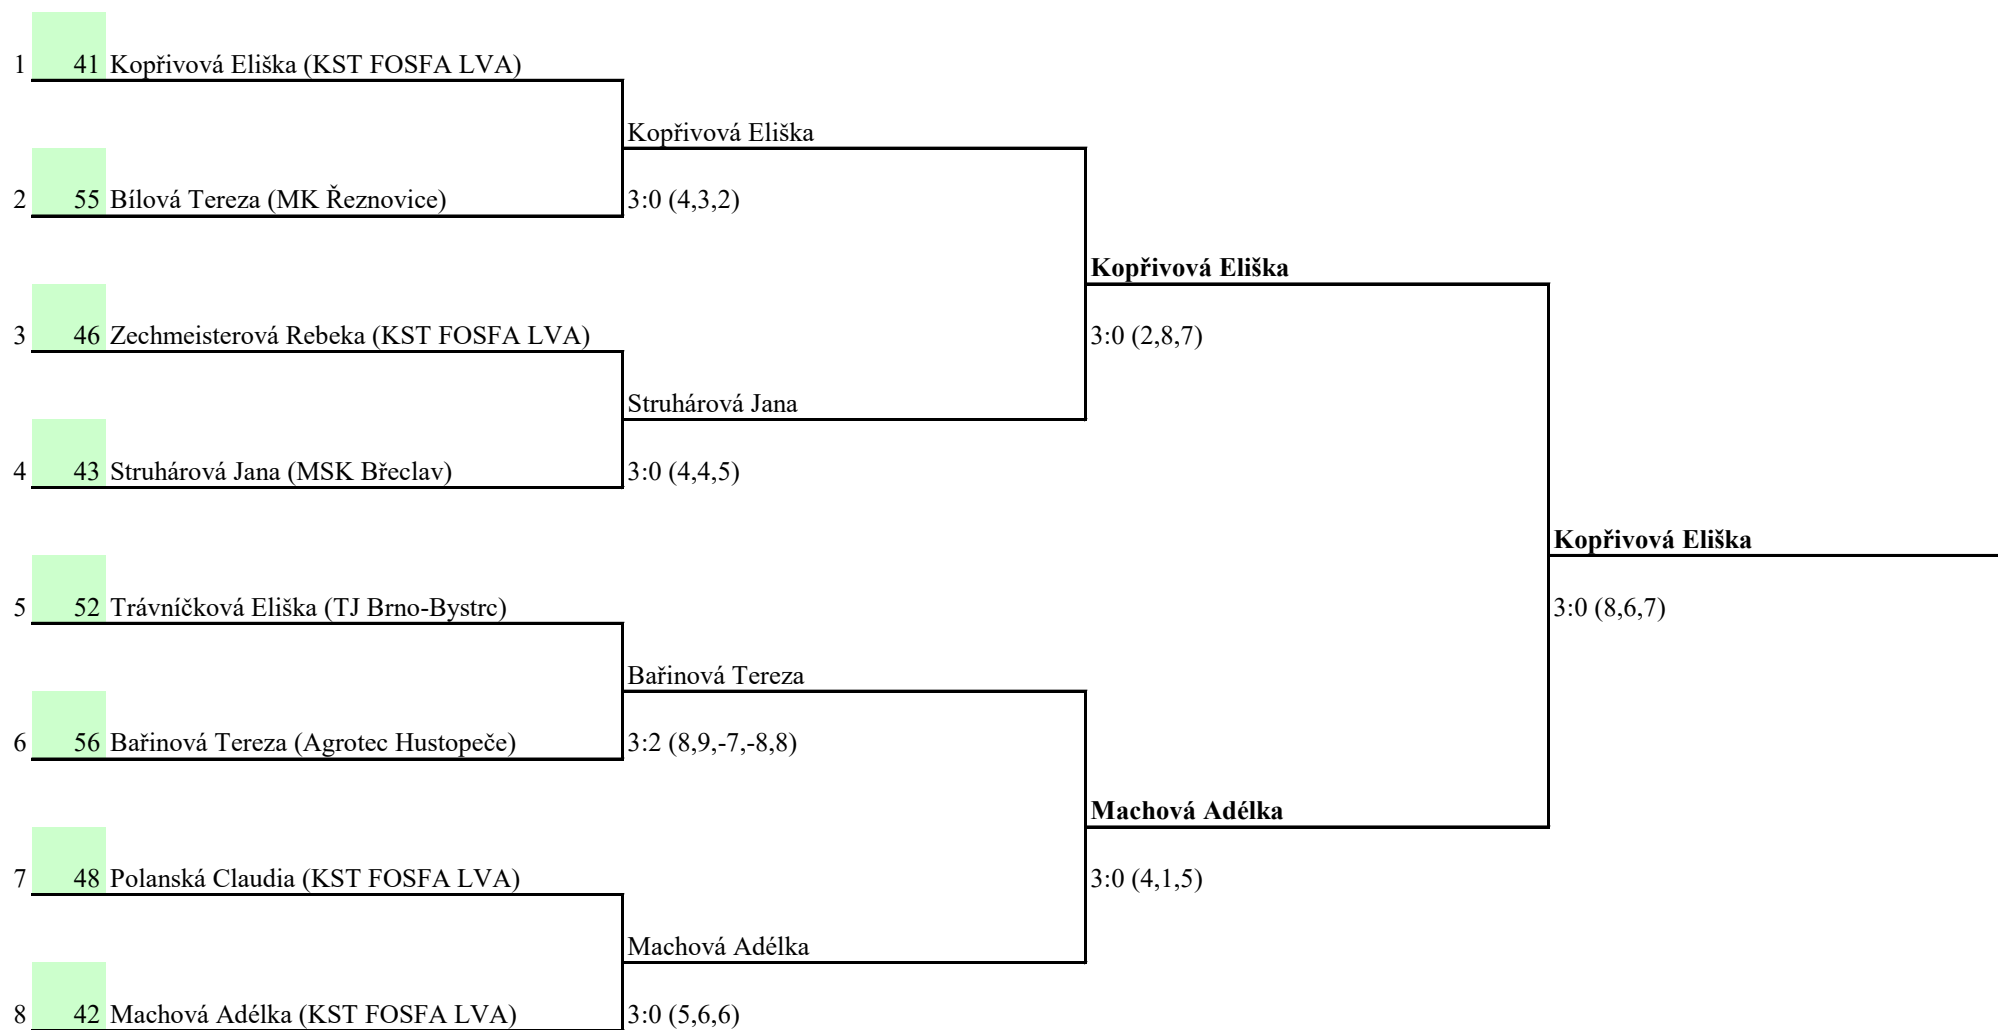 1 41 Kopřivová Eliška (KST FOSFA LVA)
Kopřivová Eliška
2 55 Bílová Tereza (MK Řeznovice) 3:0 (4,3,2)
Kopřivová Eliška
3 46 Zechmeisterová Rebeka (KST FOSFA LVA) 3:0 (2,8,7)
Struhárová Jana
4 43 Struhárová Jana (MSK Břeclav) 3:0 (4,4,5)
Kopřivová Eliška
5 52 Trávníčková Eliška (TJ Brno-Bystrc) 3:0 (8,6,7)
Bařinová Tereza
6 56 Bařinová Tereza (Agrotec Hustopeče) 3:2 (8,9,-7,-8,8)
Machová Adélka
7 48 Polanská Claudia (KST FOSFA LVA) 3:0 (4,1,5)
Machová Adélka
8 42 Machová Adélka (KST FOSFA LVA) 3:0 (5,6,6)